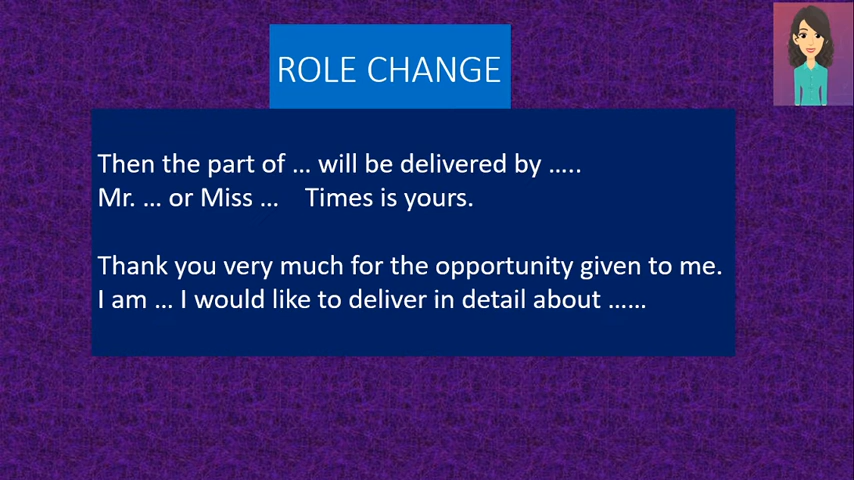 ROLE CHANGE
Then the part of ... will be delivered by .....
Mr. ... or Miss ... Times is yours.
Thank you very much for the opportunity given to me.
I am ... I would like to deliver in detail about ......